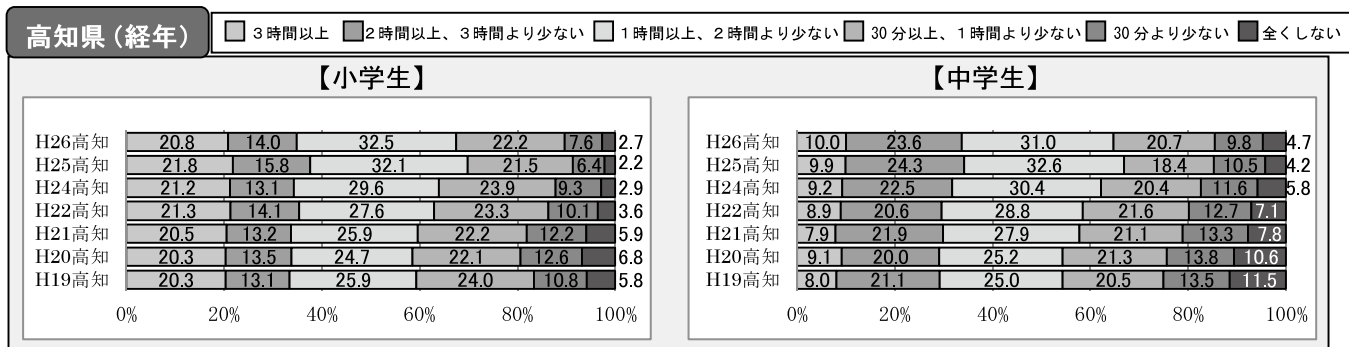 高知県（経年）
３時間以上 ２時間以上、３時間より少ない １時間以上、２時間より少ない 30分以上、１時間より少ない 30分より少ない 全くしない
【小学生】
H26高知 20.8 14.0 32.5 22.2 7.6 2.7
H25高知 21.8 15.8 32.1 21.5 6.4 2.2
H24高知 21.2 13.1 29.6 23.9 9.3 2.9
H22高知 21.3 14.1 27.6 23.3 10.1 3.6
H21高知 20.5 13.2 25.9 22.2 12.2 5.9
H20高知 20.3 13.5 24.7 22.1 12.6 6.8
H19高知 20.3 13.1 25.9 24.0 10.8 5.8
0% 20% 40% 60% 80% 100%
【中学生】
H26高知 10.0 23.6 31.0 20.7 9.8 4.7
H25高知 9.9 24.3 32.6 18.4 10.5 4.2
H24高知 9.2 22.5 30.4 20.4 11.6 5.8
H22高知 8.9 20.6 28.8 21.6 12.7 7.1
H21高知 7.9 21.9 27.9 21.1 13.3 7.8
H20高知 9.1 20.0 25.2 21.3 13.8 10.6
H19高知 8.0 21.1 25.0 20.5 13.5 11.5
0% 20% 40% 60% 80% 100%